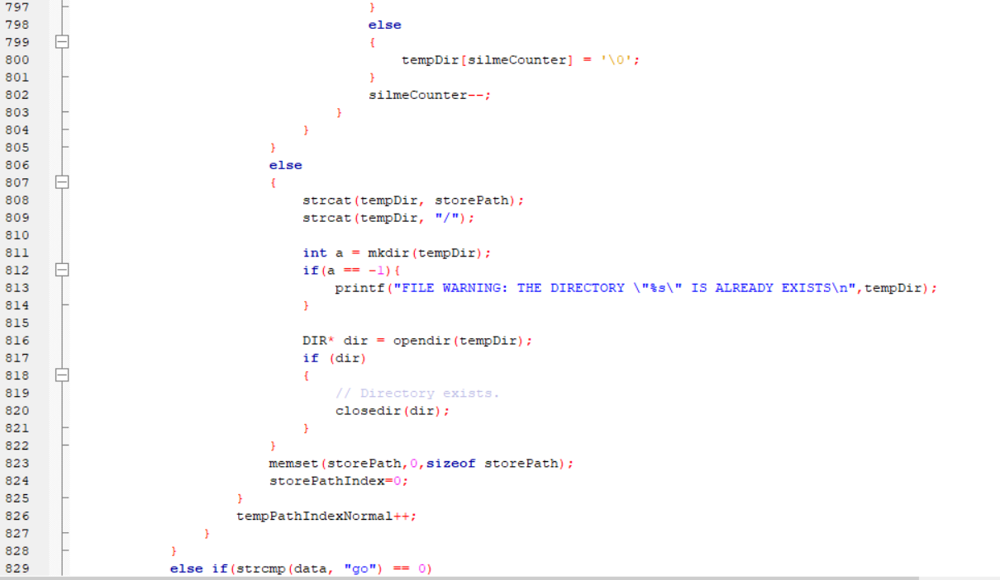 797 }
798 else
799 {
800 tempDir[silmeCounter] = '\0';
801 }
802 silmeCounter--;
803 }
804 }
805 }
806 else
807 {
808 strcat(tempDir, storePath);
809 strcat(tempDir, "/");
810
811 int a = mkdir(tempDir);
812 if(a == -1){
813 printf("FILE WARNING: THE DIRECTORY \"%s\" IS ALREADY EXISTS\n",tempDir);
814 }
815
816 DIR* dir = opendir(tempDir);
817 if (dir)
818 {
819 // Directory exists.
820 closedir(dir);
821 }
822 }
823 memset(storePath,0,sizeof storePath);
824 storePathIndex=0;
825 }
826 tempPathIndexNormal++;
827 }
828 }
829 else if(strcmp(data, "go") == 0)